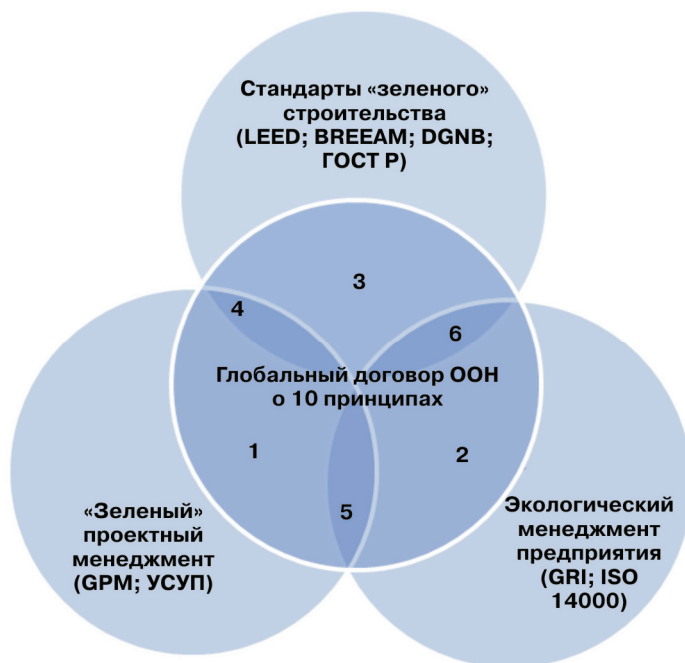 Стандарты «зеленого»
строительства
(LEED; BREEAM; DGNB;
ГОСТ Р)
3
4
6
Глобальный договор ООН
о 10 принципах
1
2
5
«Зеленый»
проектный
менеджмент
(GPM; УСУП)
Экологический
менеджмент
предприятия
(GRI; ISO
14000)